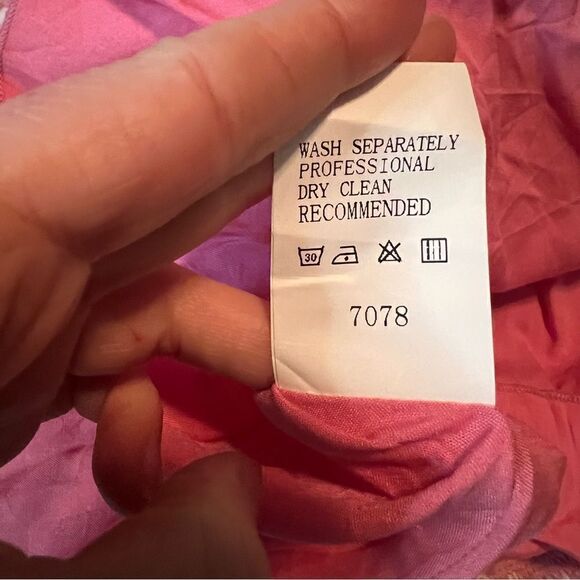 WASH SEPARATELY
PROFESSIONAL
DRY CLEAN
RECOMMENDED
30
7078